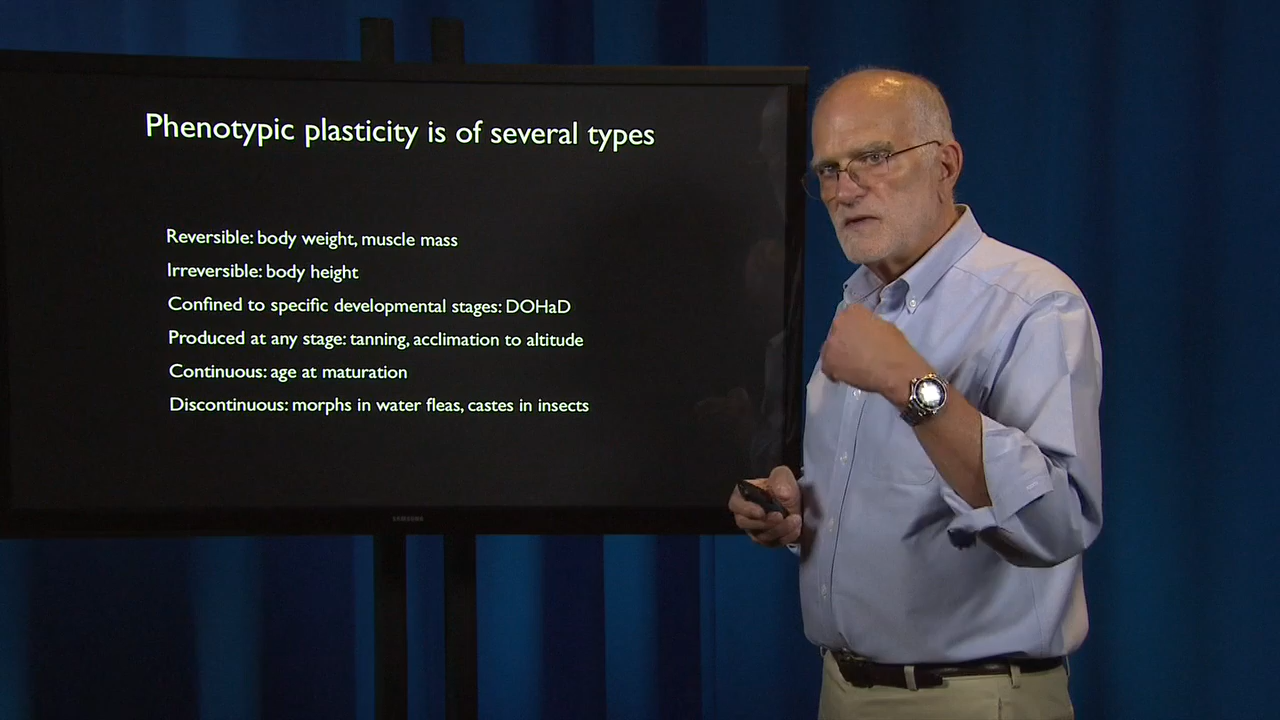 Phenotypic plasticity is of several types
Reversible: body weight, muscle mass
Irreversible: body height
Confined to specific developmental stages: DOHaD
Produced at any stage: tanning, acclimation to altitude
Continuous: age at maturation
Discontinuous: morphs in water fleas, castes in insects
SAMSUNG